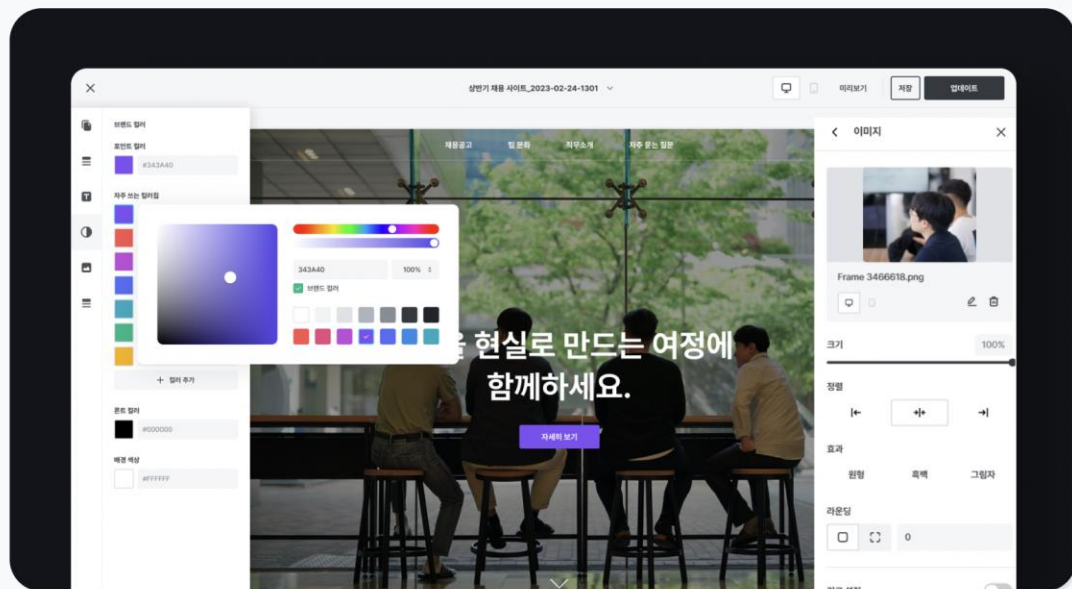 상반기 채용 사이트_2023-02-24-1301
미리보기
저장
업데이트
브랜드 컬러
포인트 컬러
#343A40
자주 쓰는 컬러칩
343A40
100%
브랜드 컬러
+ 컬러 추가
폰트 컬러
#000000
배경 색상
#FFFFFF
채용공고
팀 문화
직무소개
자주 묻는 질문
현실로 만드는 여정에
함께하세요.
자세히 보기
이미지
Frame 3466618.png
크기
100%
정렬
효과
원형
흑백
그림자
라운딩
0